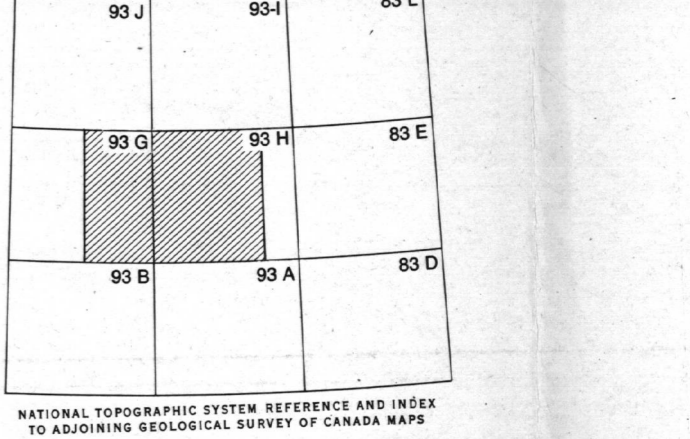 93 J 93-I 83 L
93 G 93 H 83 E
93 B 93 A 83 D
NATIONAL TOPOGRAPHIC SYSTEM REFERENCE AND INDEX
TO ADJOINING GEOLOGICAL SURVEY OF CANADA MAPS